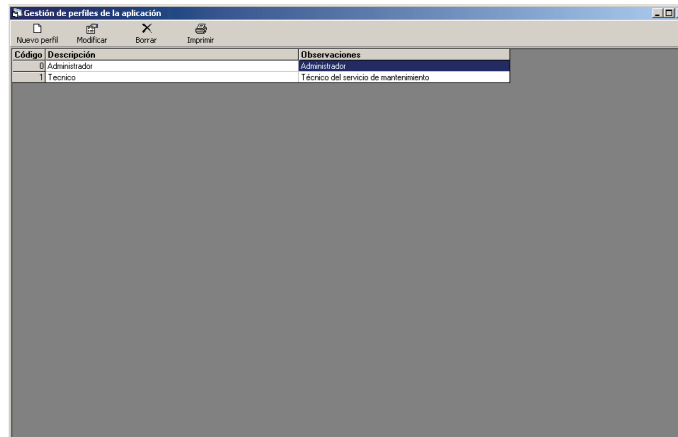 Gestión de perfiles de la aplicación
Nuevo perfil Modificar Borrar Imprimir
Código Descripción Observaciones
0 Administrador Administrador
1 Tecnico Técnico del servicio de mantenimiento